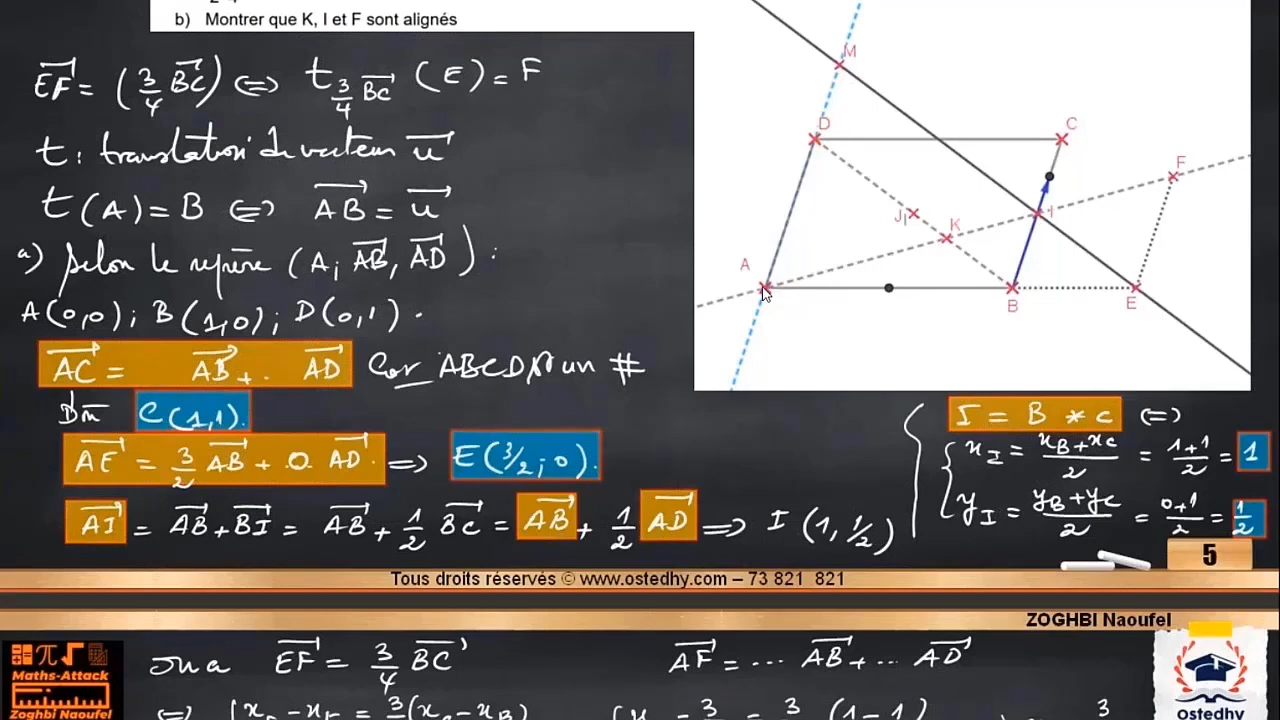 b) Montrer que K, I et F sont alignés
EF = (3/4 BC) ⇔ t 3/4 BC (E) = F
t : translation de vecteur u
t(A) = B ⇔ AB = u
a) Selon le repère (A; AB, AD) :
A(0,0); B(1,0); D(0,1).
AC = AB + . AD Car ABCD un #
C(1,1).
AE = 3/2 AB + 0. AD. ⇒ E(3/2; 0).
AI = AB + BI = AB + 1/2 BC = AB + 1/2 AD ⇒ I(1, 1/2)
I = B * C ⇔
x_I = (x_B + x_C)/2 = (1+1)/2 = 1
y_I = (y_B + y_C)/2 = (0+1)/2 = 1/2
M
D
C
F
J
K
I
A
B
E
5
Tous droits réservés © www.ostedhy.com – 73 821 821
ZOGHBI Naoufel
Maths-Attack
Zoghbi Naoufel
ona EF = 3/4 BC
AF = ... AB + ... AD
Ostedhy